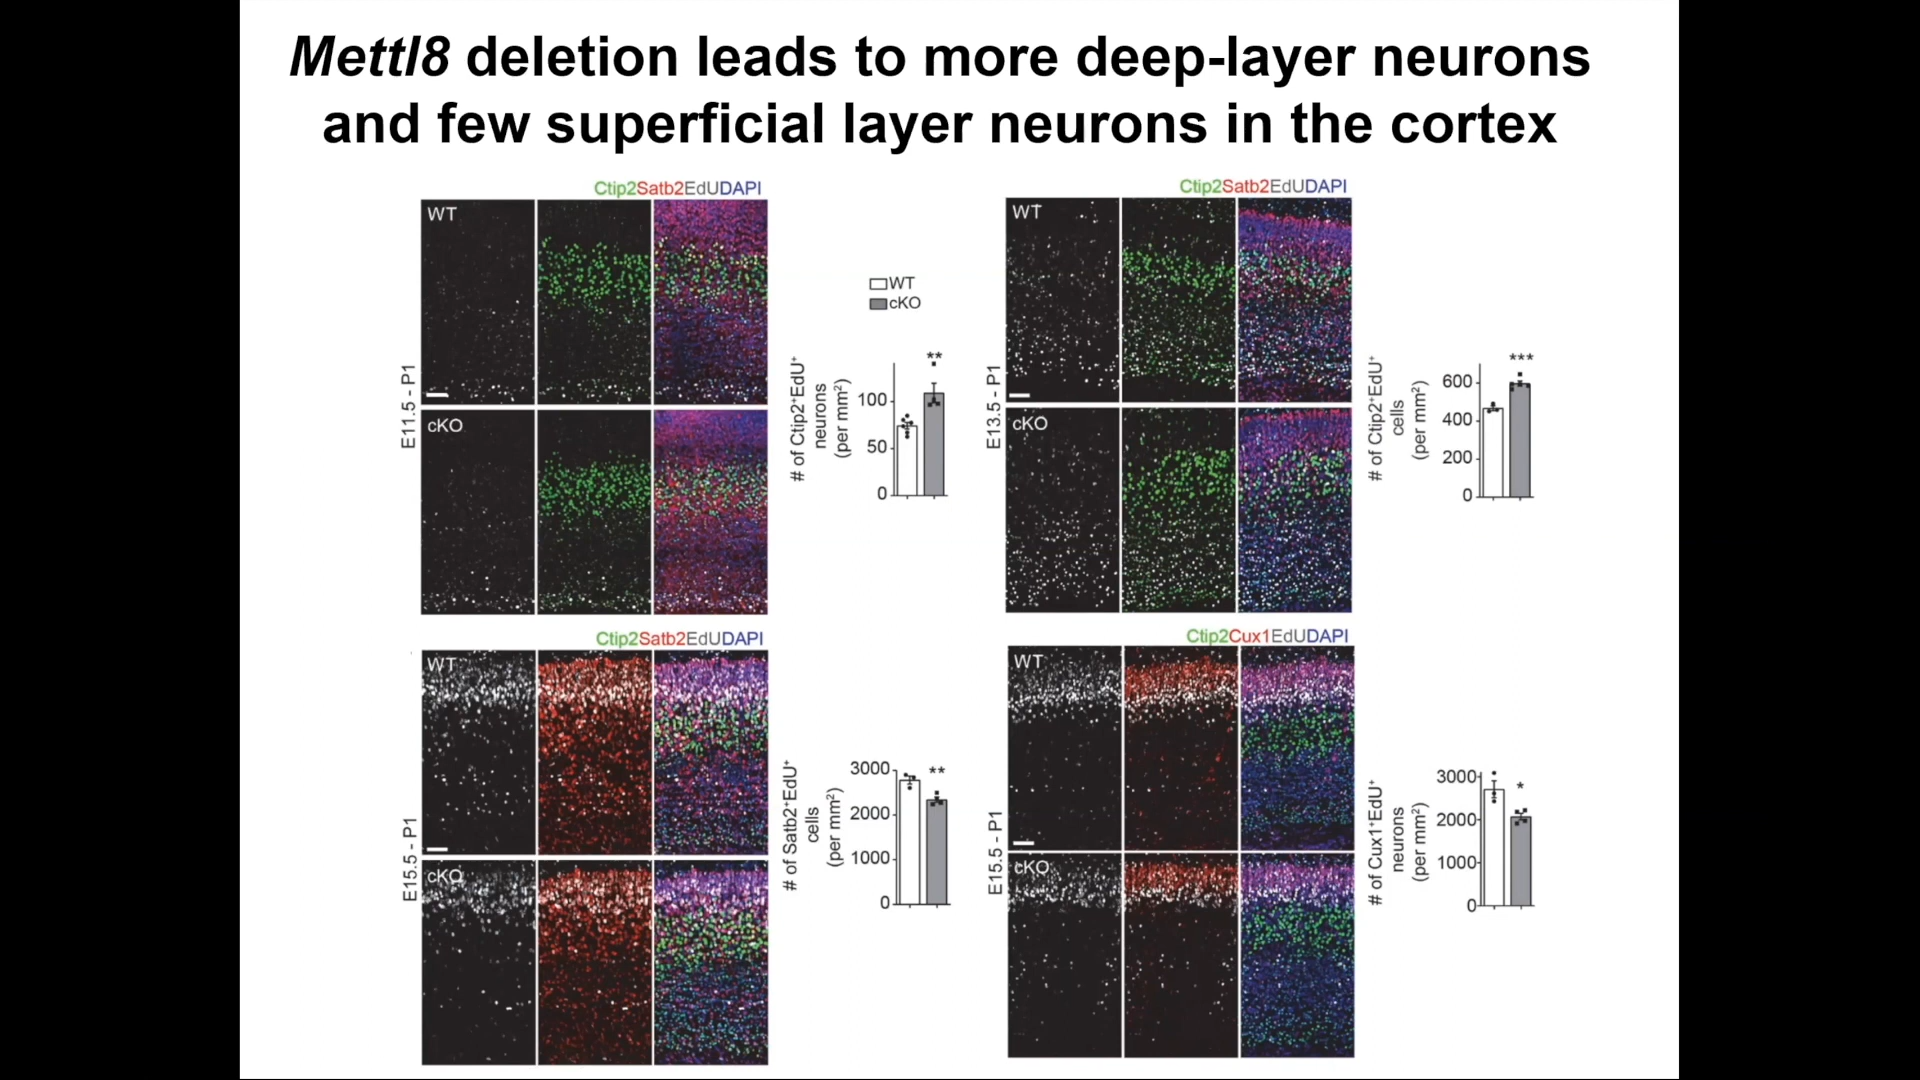 Mettl8 deletion leads to more deep-layer neurons
and few superficial layer neurons in the cortex
Ctip2Satb2EdUDAPI
WT
cKO
E11.5 - P1
WT
cKO
# of Ctip2⁺EdU⁺
neurons
(per mm²)
100
50
0
**
Ctip2Satb2EdUDAPI
WT
cKO
E13.5 - P1
# of Ctip2⁺EdU⁺
cells
(per mm²)
600
400
200
0
***
Ctip2Satb2EdUDAPI
WT
cKO
E15.5 - P1
# of Satb2⁺EdU⁺
cells
(per mm²)
3000
2000
1000
0
**
Ctip2Cux1EdUDAPI
WT
cKO
E15.5 - P1
# of Cux1⁺EdU⁺
neurons
(per mm²)
3000
2000
1000
0
*